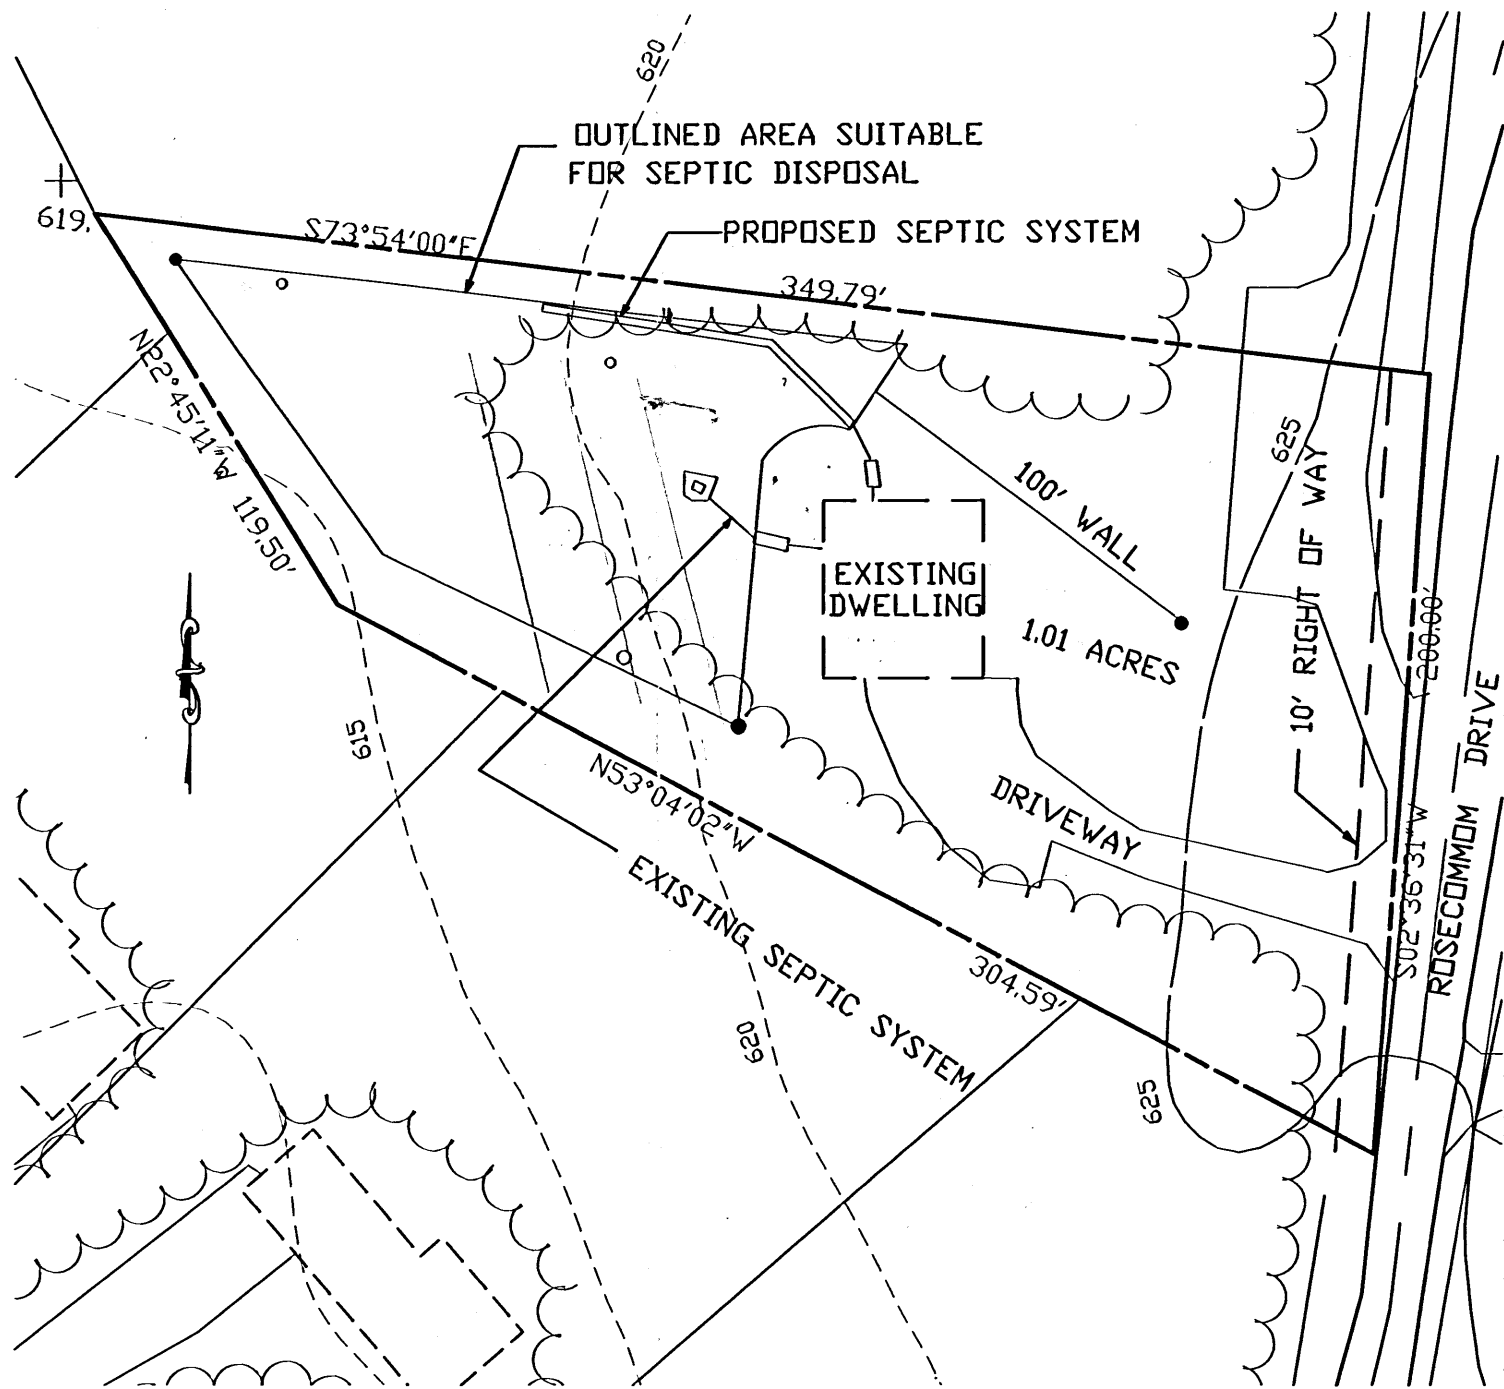 620
OUTLINED AREA SUITABLE
FOR SEPTIC DISPOSAL
619.
S73°54'00"E
PROPOSED SEPTIC SYSTEM
349.79'
N22°45'11"W 119.50'
625
100' WALL
10' RIGHT OF WAY
EXISTING
DWELLING
1.01 ACRES
200.00'
615
N53°04'02"W
DRIVEWAY
S02°36'31"W
ROSECOMMOM DRIVE
EXISTING SEPTIC SYSTEM
304.59'
620
625